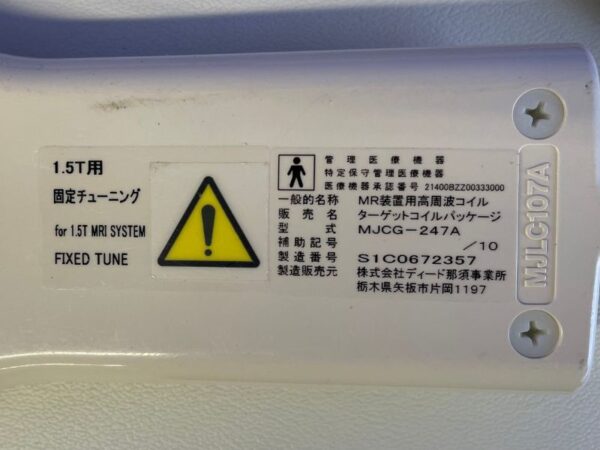 1.5T用
固定チューニング
for 1.5T MRI SYSTEM
FIXED TUNE
管理医療機器
特定保守管理医療機器
医療機器承認番号 21400BZZ00333000
一般的名称 MR装置用高周波コイル
販売名 ターゲットコイルパッケージ
型式 MJCG-247A
補助記号 /10
製造番号 S1C0672357
製造販売元 株式会社ディード那須事業所
栃木県矢板市片岡1197
MJLC107A